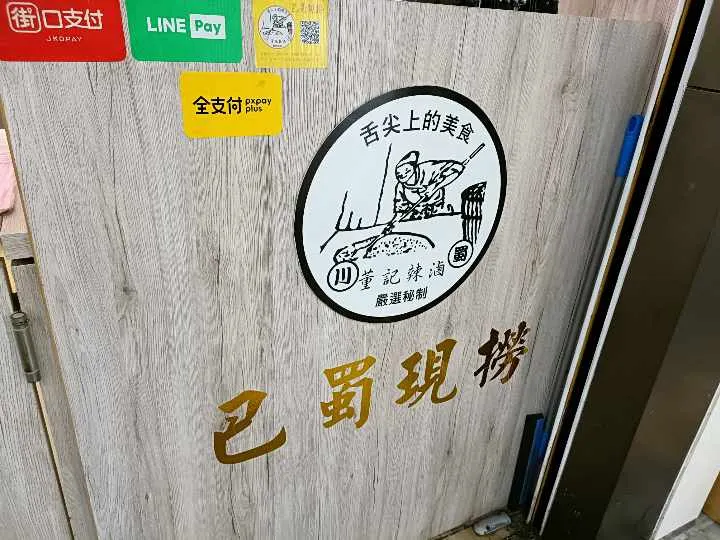 街口支付
JKOPAY
LINE Pay
全支付 pxpay plus
舌尖上的美食
川 董記辣滷 蜀
嚴選秘制
巴蜀現撈